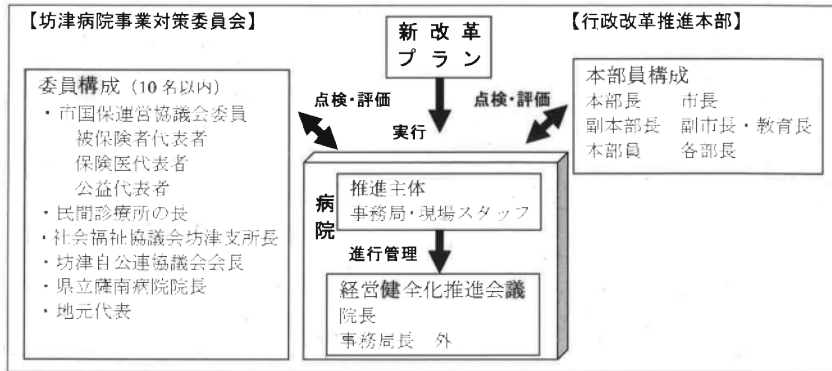 【坊津病院事業対策委員会】
委員構成(10名以内)
・市国保運営協議会委員
被保険者代表者
保険医代表者
公益代表者
・民間診療所の長
・社会福祉協議会坊津支所長
・坊津自公連協議会会長
・県立薩南病院院長
・地元代表
新改革
プラン
点検・評価
点検・評価
実行
病院
推進主体
事務局・現場スタッフ
進行管理
経営健全化推進会議
院長
事務局長 外
【行政改革推進本部】
本部員構成
本部長 市長
副本部長 副市長・教育長
本部員 各部長